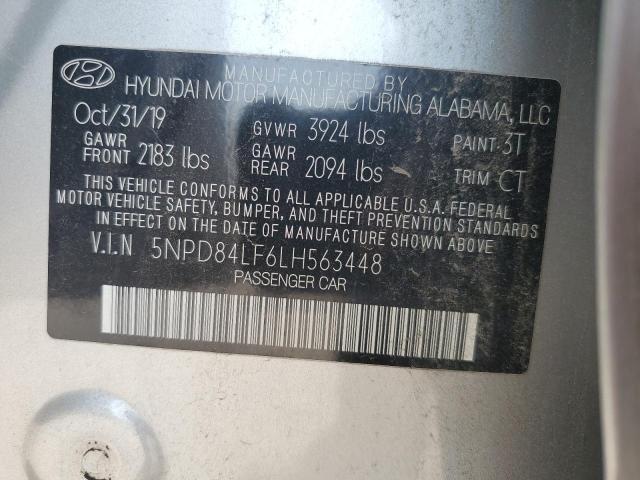 MANUFACTURED BY
HYUNDAI MOTOR MANUFACTURING ALABAMA, LLC
Oct/31/19
GVWR 3924 lbs
PAINT 3T
GAWR FRONT 2183 lbs
GAWR REAR 2094 lbs
TRIM CT
THIS VEHICLE CONFORMS TO ALL APPLICABLE U.S.A. FEDERAL
MOTOR VEHICLE SAFETY, BUMPER, AND THEFT PREVENTION STANDARDS
IN EFFECT ON THE DATE OF MANUFACTURE SHOWN ABOVE.
V.I.N 5NPD84LF6LH563448
PASSENGER CAR